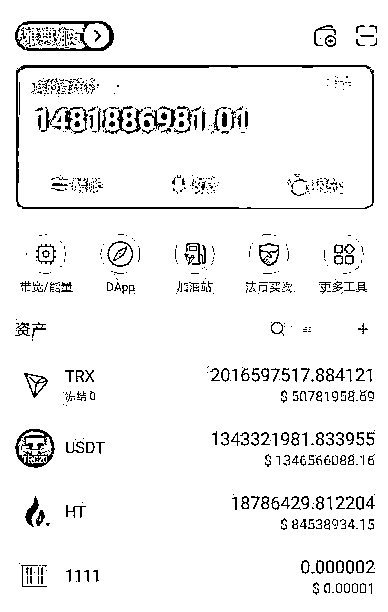 1481886981.01
带宽/能量 DApp 加油站 法币买卖 更多工具
资产
TRX 2016597517.884121
冻结 0 $ 50781958.69
USDT 1343321981.833955
$ 1346566088.16
HT 18786429.812204
$ 84538934.15
1111 0.000002
$ 0.00001